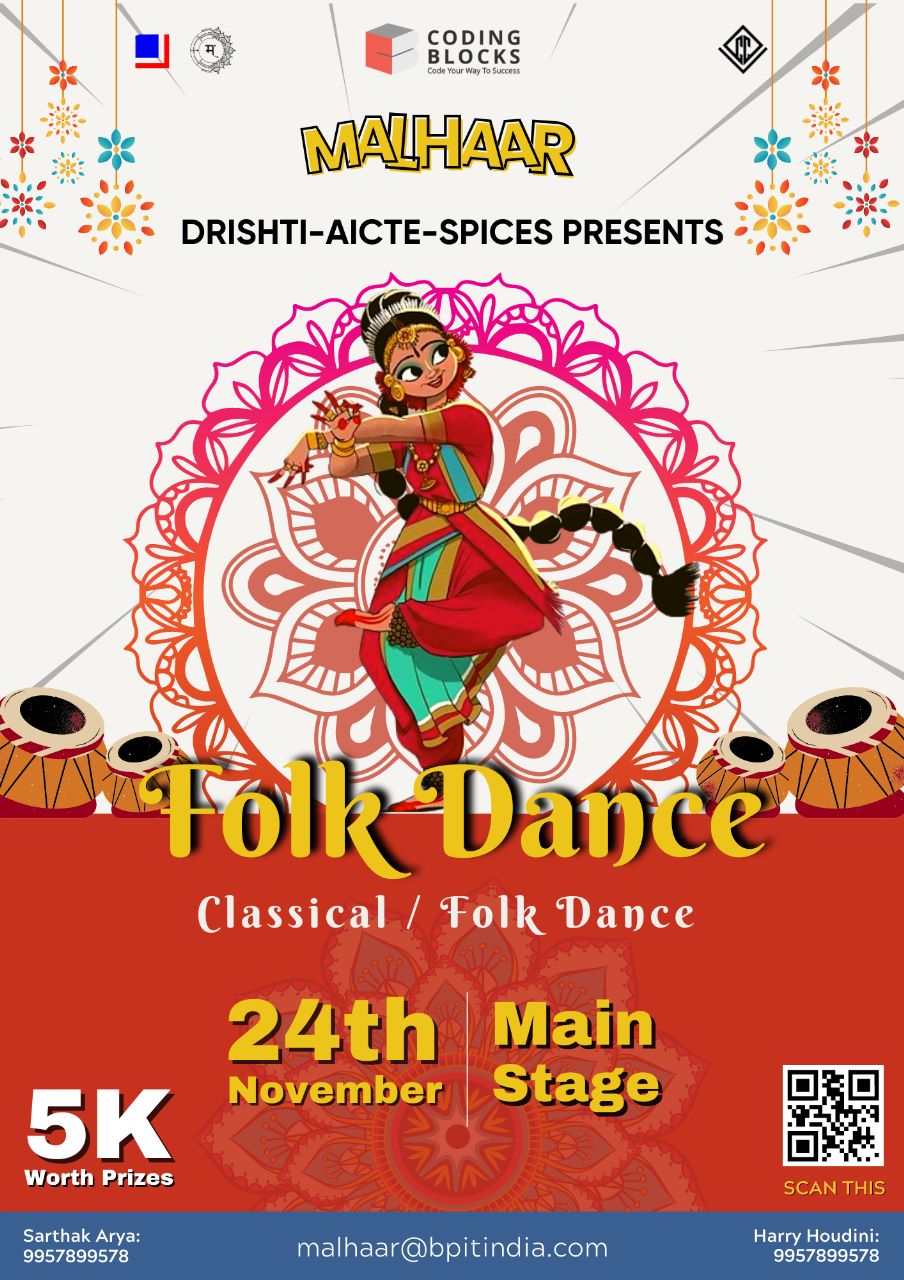 म
CODING
BLOCKS
Code Your Way To Success
MALHAAR
DRISHTI-AICTE-SPICES PRESENTS
Folk Dance
Classical / Folk Dance
24th
November
Main
Stage
5K
Worth Prizes
SCAN THIS
Sarthak Arya:
9957899578
malhaar@bpitindia.com
Harry Houdini:
9957899578